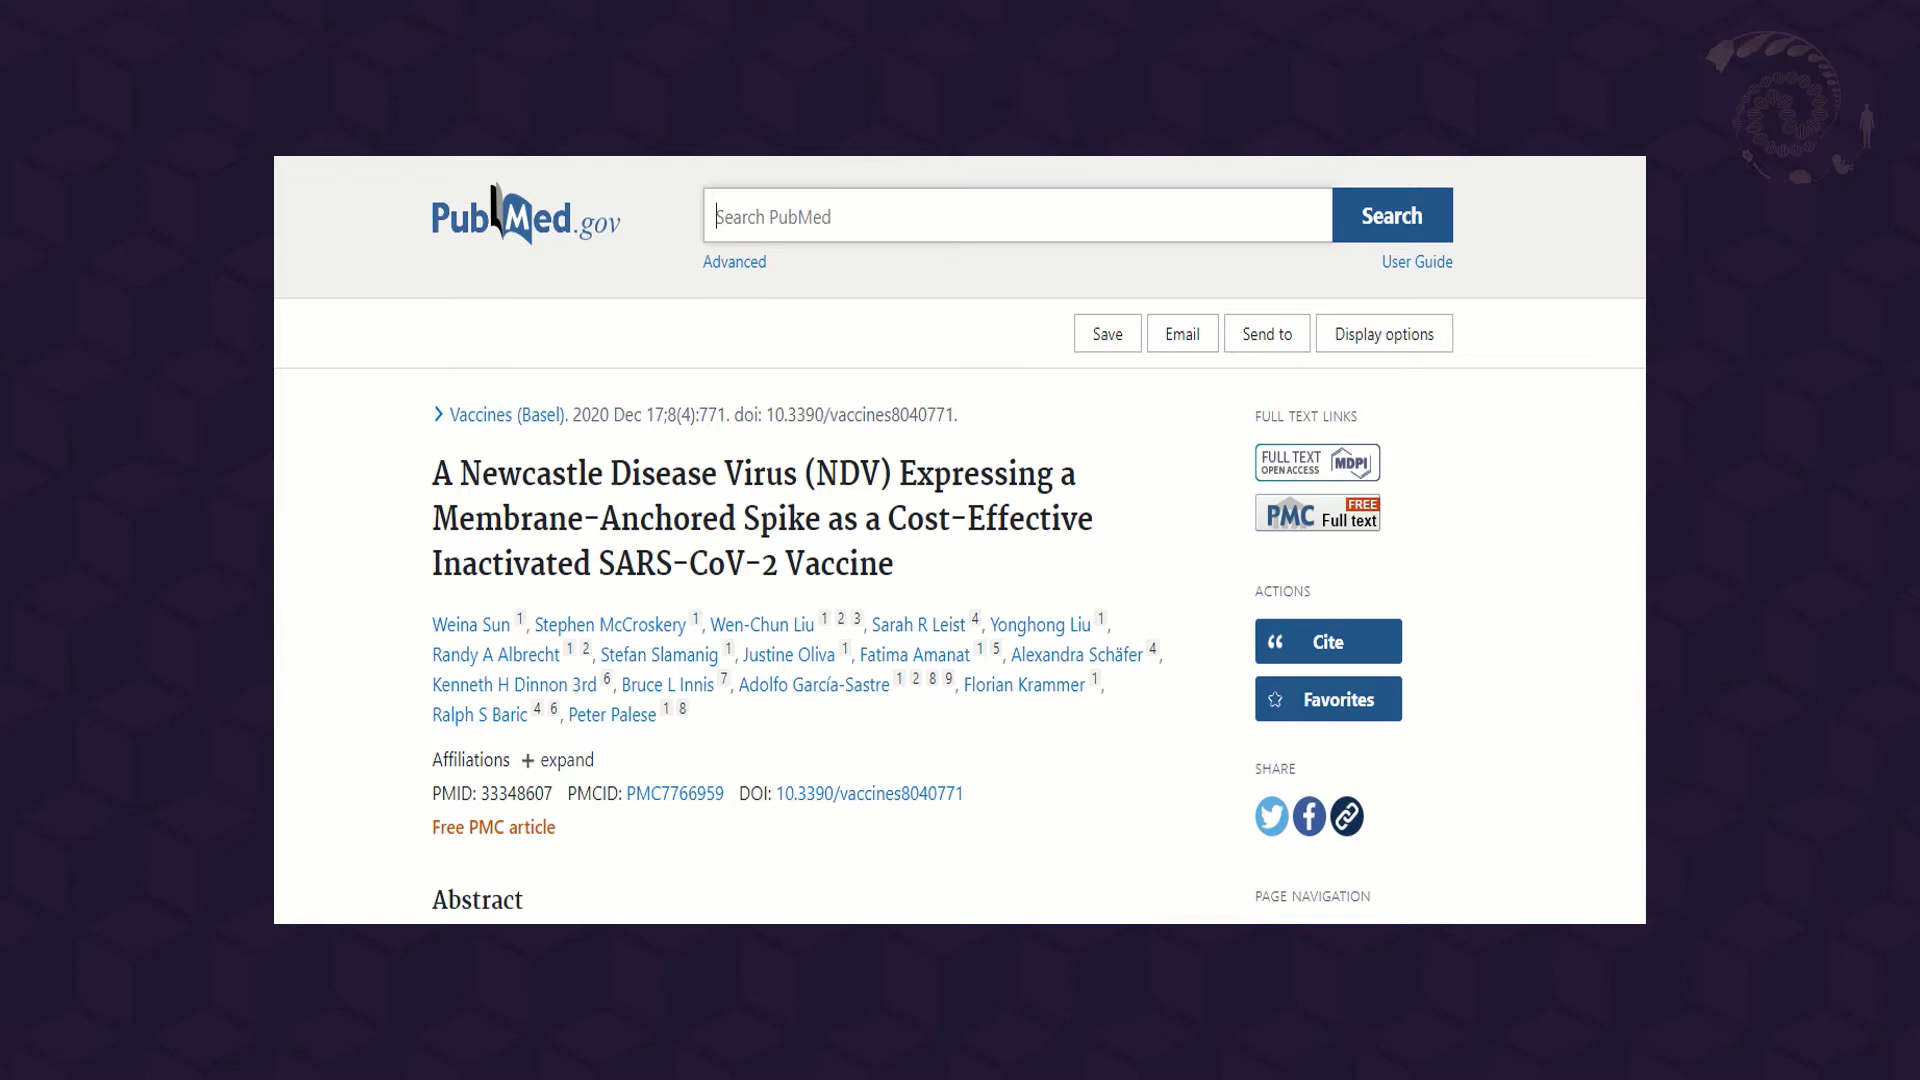 PubMed.gov
Search PubMed
Search
Advanced
User Guide
Save
Email
Send to
Display options
Vaccines (Basel). 2020 Dec 17;8(4):771. doi: 10.3390/vaccines8040771.
A Newcastle Disease Virus (NDV) Expressing a
Membrane-Anchored Spike as a Cost-Effective
Inactivated SARS-CoV-2 Vaccine
Weina Sun 1, Stephen McCroskery 1, Wen-Chun Liu 1 2 3, Sarah R Leist 4, Yonghong Liu 1,
Randy A Albrecht 1 2, Stefan Slamanig 1, Justine Oliva 1, Fatima Amanat 1 5, Alexandra Schäfer 4,
Kenneth H Dinnon 3rd 6, Bruce L Innis 7, Adolfo García-Sastre 1 2 8 9, Florian Krammer 1,
Ralph S Baric 4 6, Peter Palese 1 8
Affiliations + expand
PMID: 33348607 PMCID: PMC7766959 DOI: 10.3390/vaccines8040771
Free PMC article
Abstract
FULL TEXT LINKS
FULL TEXT
OPEN ACCESS
MDPI
PMC
FREE
Full text
ACTIONS
Cite
Favorites
SHARE
PAGE NAVIGATION